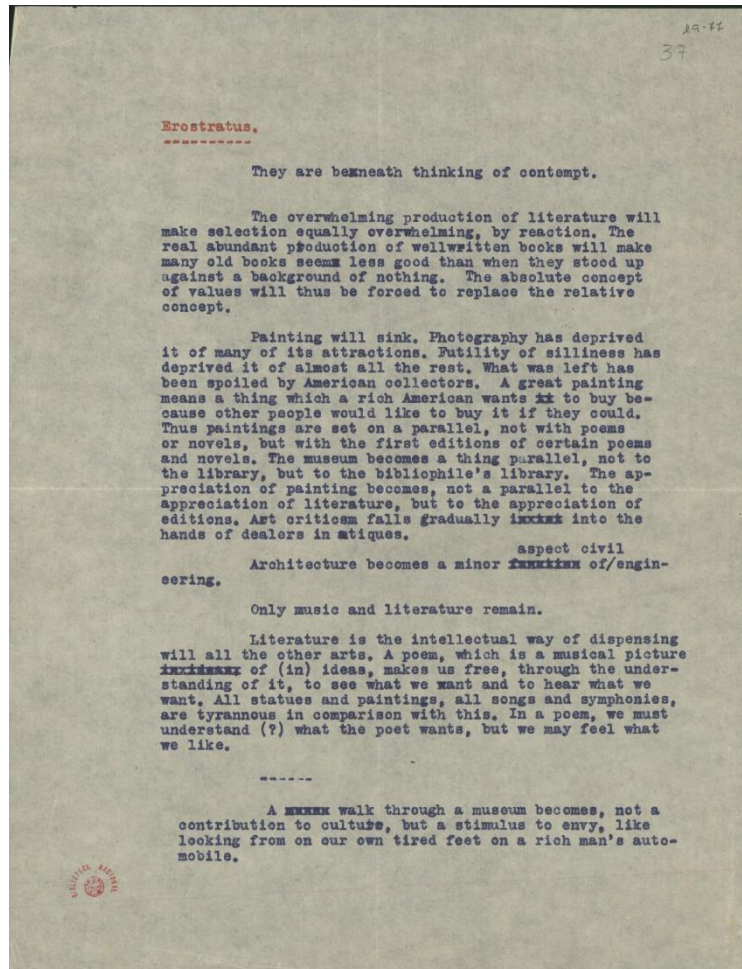 19-77
37
Erostratus.
----------
They are beneath thinking of contempt.
The overwhelming production of literature will
make selection equally overwhelming, by reaction. The
real abundant production of wellwritten books will make
many old books seem less good than when they stood up
against a background of nothing. The absolute concept
of values will thus be forced to replace the relative
concept.
Painting will sink. Photography has deprived
it of many of its attractions. Futility of silliness has
deprived it of almost all the rest. What was left has
been spoiled by American collectors. A great painting
means a thing which a rich American wants to buy be-
cause other people would like to buy it if they could.
Thus paintings are set on a parallel, not with poems
or novels, but with the first editions of certain poems
and novels. The museum becomes a thing parallel, not to
the library, but to the bibliophile's library. The ap-
preciation of painting becomes, not a parallel to the
appreciation of literature, but to the appreciation of
editions. Art criticsm falls gradually into the
hands of dealers in atiques.
aspect civil
Architecture becomes a minor of/engin-
eering.
Only music and literature remain.
Literature is the intellectual way of dispensing
will all the other arts. A poem, which is a musical picture
of (in) ideas, makes us free, through the under-
standing of it, to see what we want and to hear what we
want. All statues and paintings, all songs and symphonies,
are tyrannous in comparison with this. In a poem, we must
understand (?) what the poet wants, but we may feel what
we like.
------
A walk through a museum becomes, not a
contribution to culture, but a stimulus to envy, like
looking from on our own tired feet on a rich man's auto-
mobile.
BIBLIOTECA NACIONAL